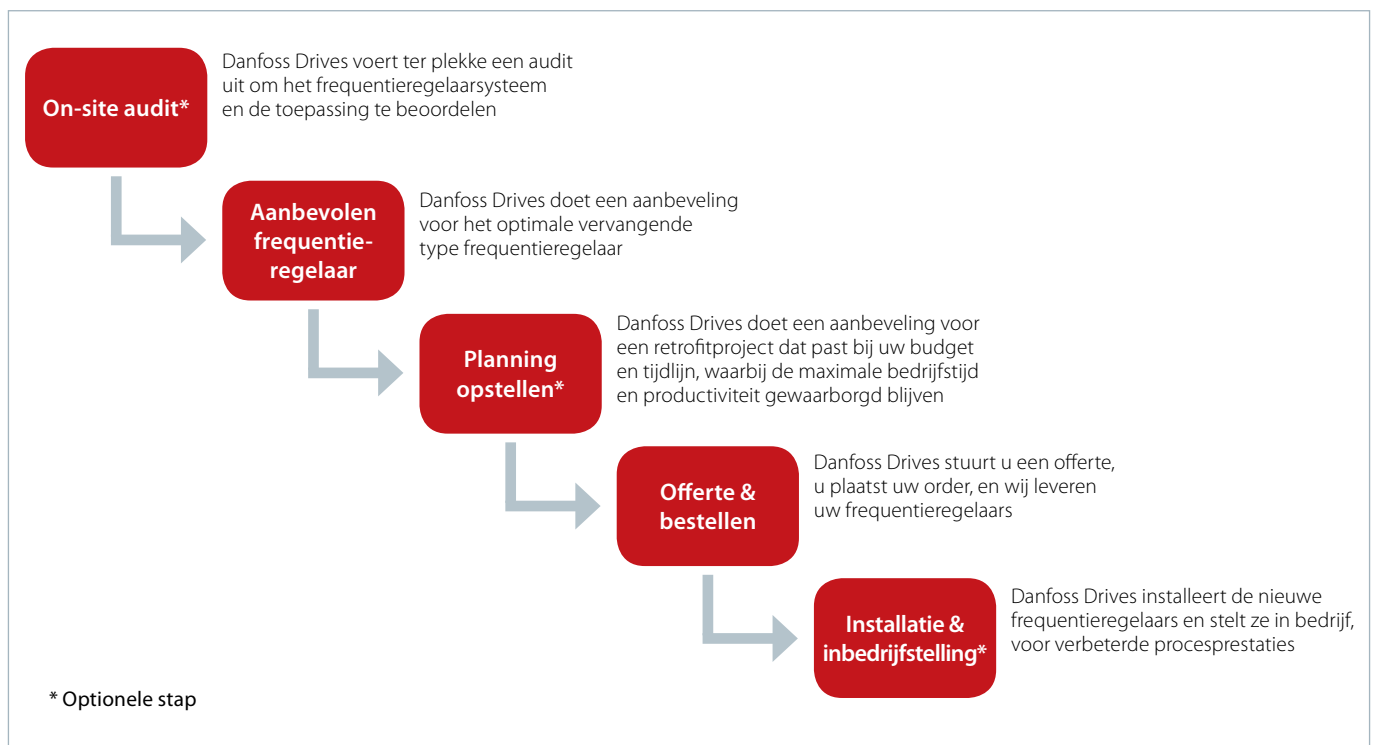 On-site audit*
Danfoss Drives voert ter plekke een audit
uit om het frequentieregelaarsysteem
en de toepassing te beoordelen
Aanbevolen
frequentie-
regelaar
Danfoss Drives doet een aanbeveling
voor het optimale vervangende
type frequentieregelaar
Planning
opstellen*
Danfoss Drives doet een aanbeveling voor
een retrofitproject dat past bij uw budget
en tijdlijn, waarbij de maximale bedrijfstijd
en productiviteit gewaarborgd blijven
Offerte &
bestellen
Danfoss Drives stuurt u een offerte,
u plaatst uw order, en wij leveren
uw frequentieregelaars
Installatie &
inbedrijfstelling*
Danfoss Drives installeert de nieuwe
frequentieregelaars en stelt ze in bedrijf,
voor verbeterde procesprestaties
* Optionele stap